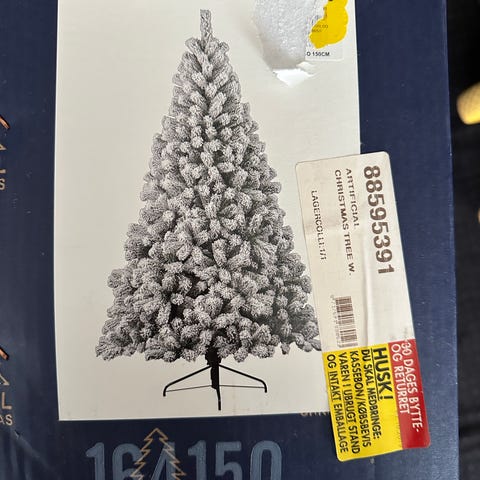 150CM
88595391
ARTIFICIAL
CHRISTMAS TREE W.
LAGERCOLLI:1/1
30 DAGES BYTTE-
OG RETURRET
HUSK!
DU SKAL MEDBRINGE:
KASSEBON/KØBSBEVIS
VAREN I UBRUGT STAND
OG INTAKT EMBALLAGE
164150